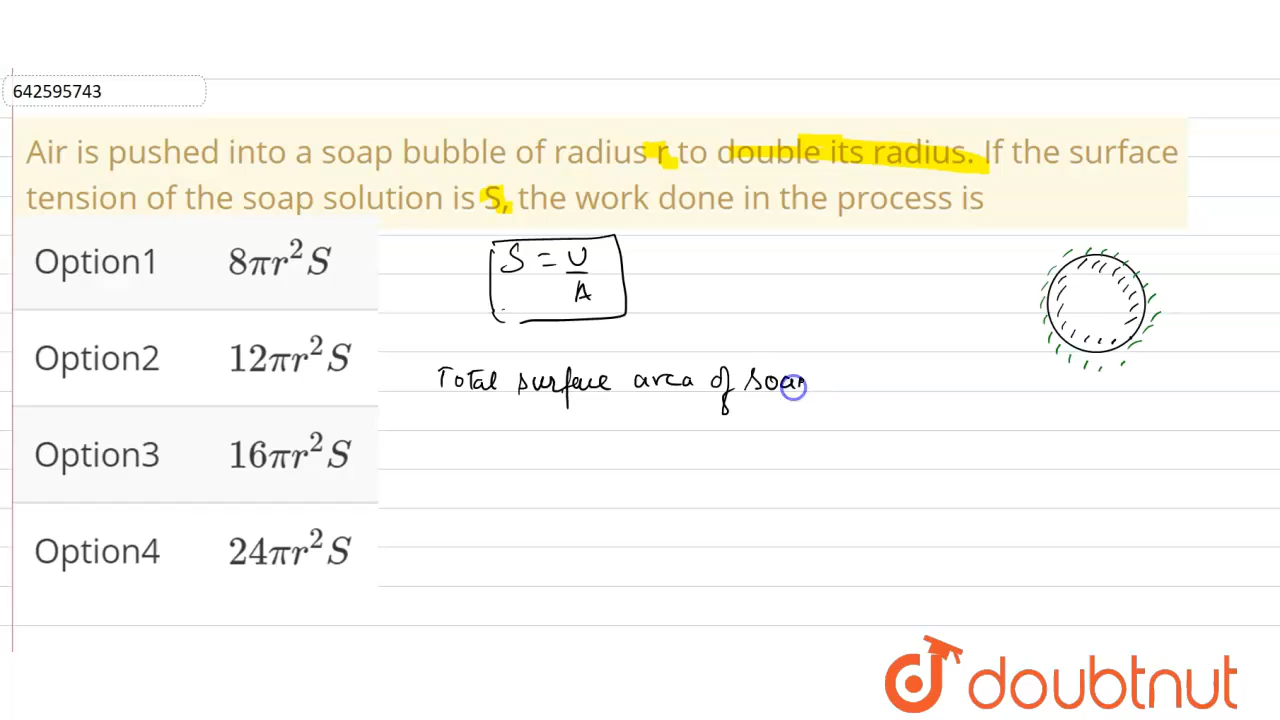 642595743
Air is pushed into a soap bubble of radius r to double its radius. If the surface
tension of the soap solution is S, the work done in the process is
Option1 8πr²S
Option2 12πr²S
Option3 16πr²S
Option4 24πr²S
S = U/A
Total surface area of soap
doubtnut